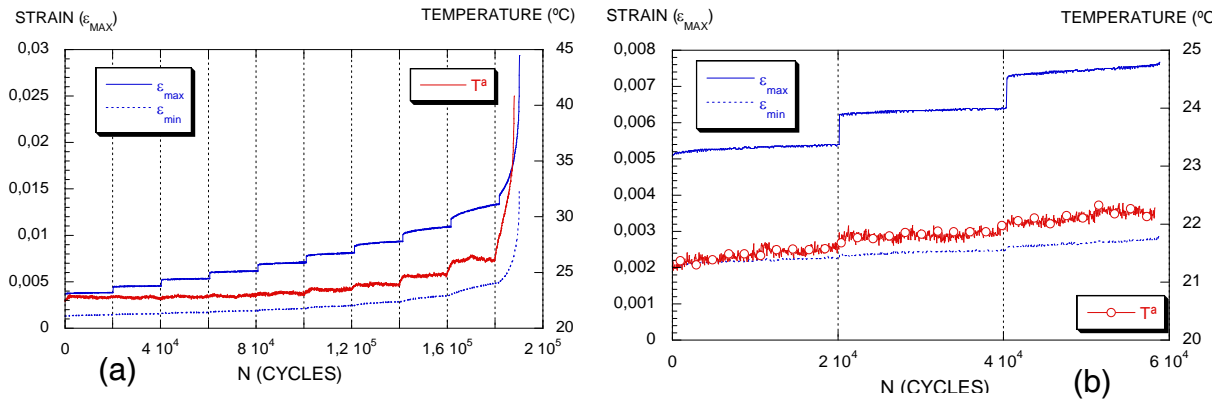 STRAIN (ε_MAX)
TEMPERATURE (ºC)
0,03
0,025
0,02
0,015
0,01
0,005
0
ε_max
ε_min
T^a
45
40
35
30
25
20
0
4 10^4
8 10^4
1,2 10^5
1,6 10^5
2 10^5
(a)
N (CYCLES)
STRAIN (ε_MAX)
TEMPERATURE (ºC
0,008
0,007
0,006
0,005
0,004
0,003
0,002
0,001
0
ε_max
ε_min
T^a
25
24
23
22
21
20
0
2 10^4
4 10^4
6 10^4
N (CYCLES)
(b)